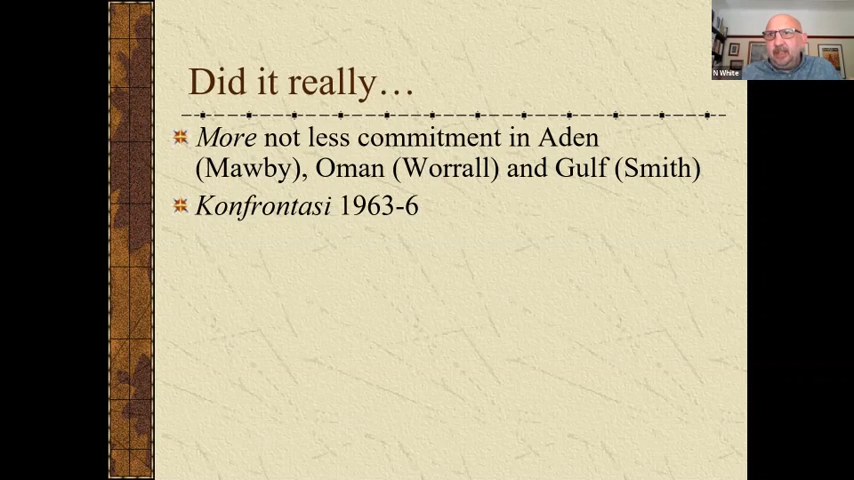 Did it really…
More not less commitment in Aden
(Mawby), Oman (Worrall) and Gulf (Smith)
Konfrontasi 1963-6
N White